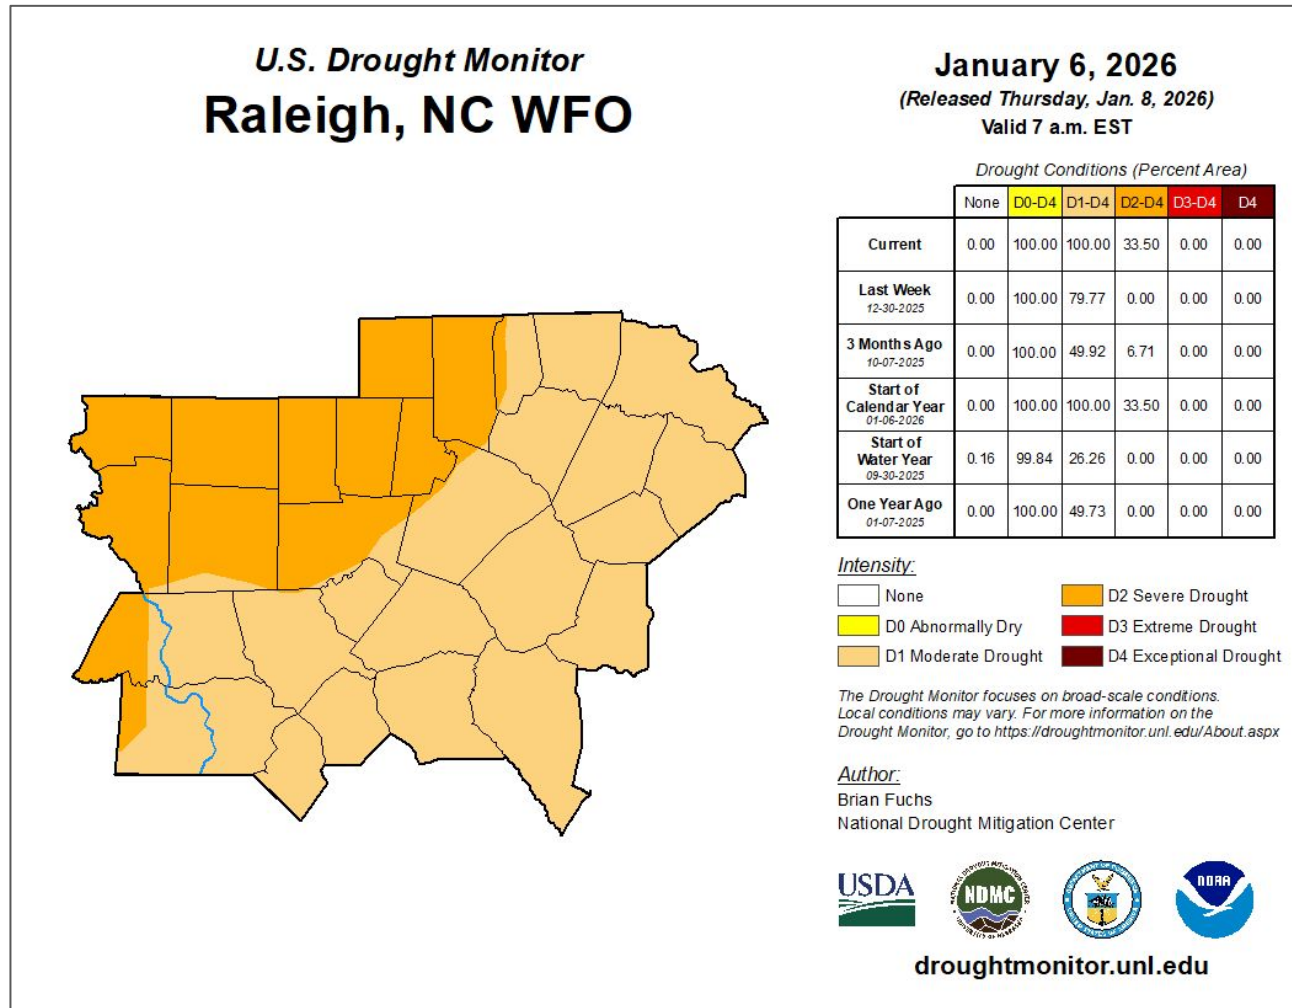 U.S. Drought Monitor
Raleigh, NC WFO
January 6, 2026
(Released Thursday, Jan. 8, 2026)
Valid 7 a.m. EST
Drought Conditions (Percent Area)
None D0-D4 D1-D4 D2-D4 D3-D4 D4
Current 0.00 100.00 100.00 33.50 0.00 0.00
Last Week
12-30-2025 0.00 100.00 79.77 0.00 0.00 0.00
3 Months Ago
10-07-2025 0.00 100.00 49.92 6.71 0.00 0.00
Start of
Calendar Year
01-06-2026 0.00 100.00 100.00 33.50 0.00 0.00
Start of
Water Year
09-30-2025 0.16 99.84 26.26 0.00 0.00 0.00
One Year Ago
01-07-2025 0.00 100.00 49.73 0.00 0.00 0.00
Intensity:
None
D0 Abnormally Dry
D1 Moderate Drought
D2 Severe Drought
D3 Extreme Drought
D4 Exceptional Drought
The Drought Monitor focuses on broad-scale conditions.
Local conditions may vary. For more information on the
Drought Monitor, go to https://droughtmonitor.unl.edu/About.aspx
Author:
Brian Fuchs
National Drought Mitigation Center
USDA
NDMC
NOAA
droughtmonitor.unl.edu